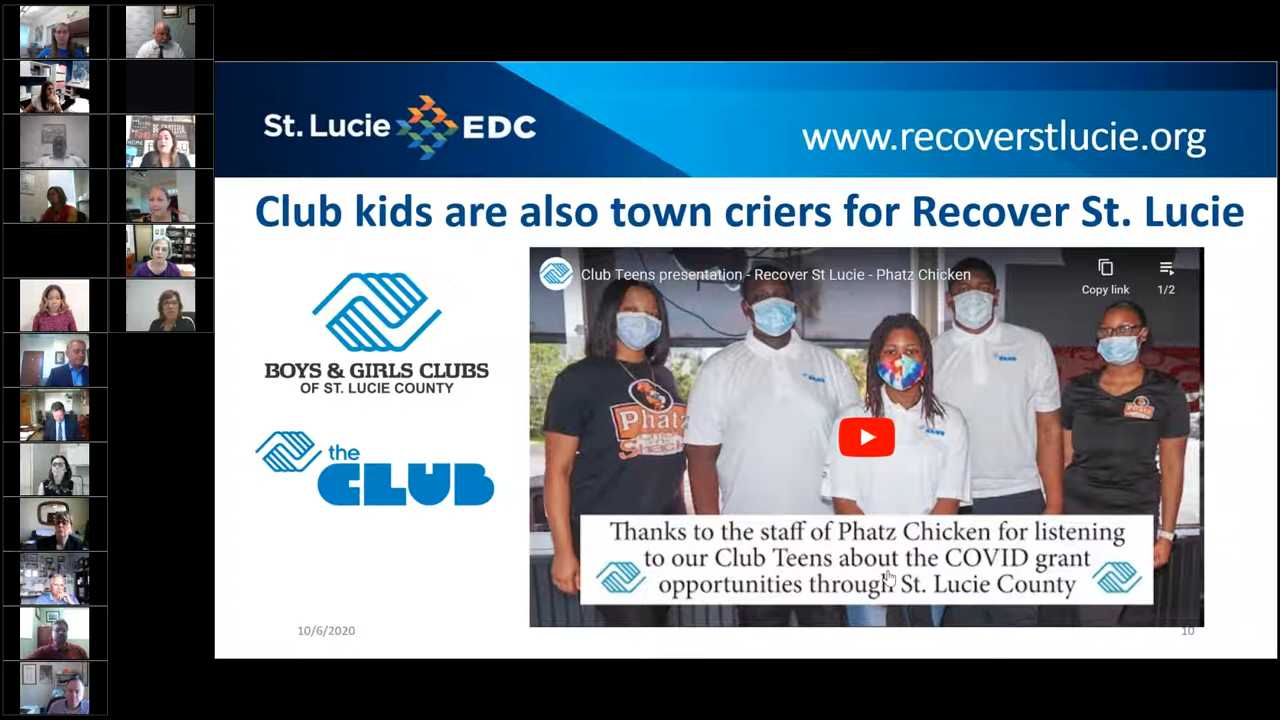 St. Lucie EDC
www.recoverstlucie.org
Club kids are also town criers for Recover St. Lucie
BOYS & GIRLS CLUBS
OF ST. LUCIE COUNTY
the
CLUB
Club Teens presentation - Recover St Lucie - Phatz Chicken
Copy link
1/2
Phatz
Chicken
Shack
Phatz
Thanks to the staff of Phatz Chicken for listening
to our Club Teens about the COVID grant
opportunities through St. Lucie County
10/6/2020
10